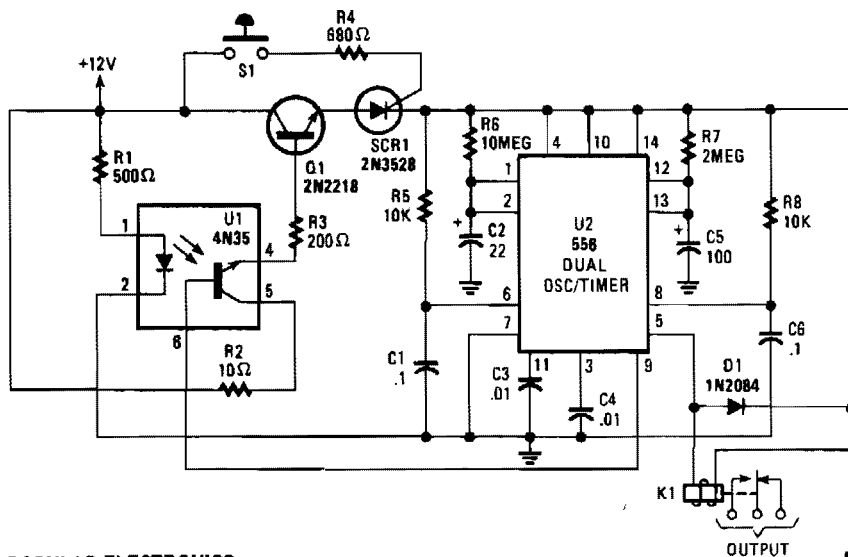 R4
680Ω
S1
+12V
R1
500Ω
Q1
2N2218
SCR1
2N3528
R6
10MEG
4
10
14
R7
2MEG
1
2
12
13
R5
10K
R8
10K
U1
4N35
1
2
4
5
6
R3
200Ω
C2
22
+
U2
556
DUAL
OSC/TIMER
+
C5
100
6
7
8
5
R2
10Ω
C1
.1
C3
.01
11
3
9
C4
.01
D1
1N2084
C6
.1
K1
OUTPUT